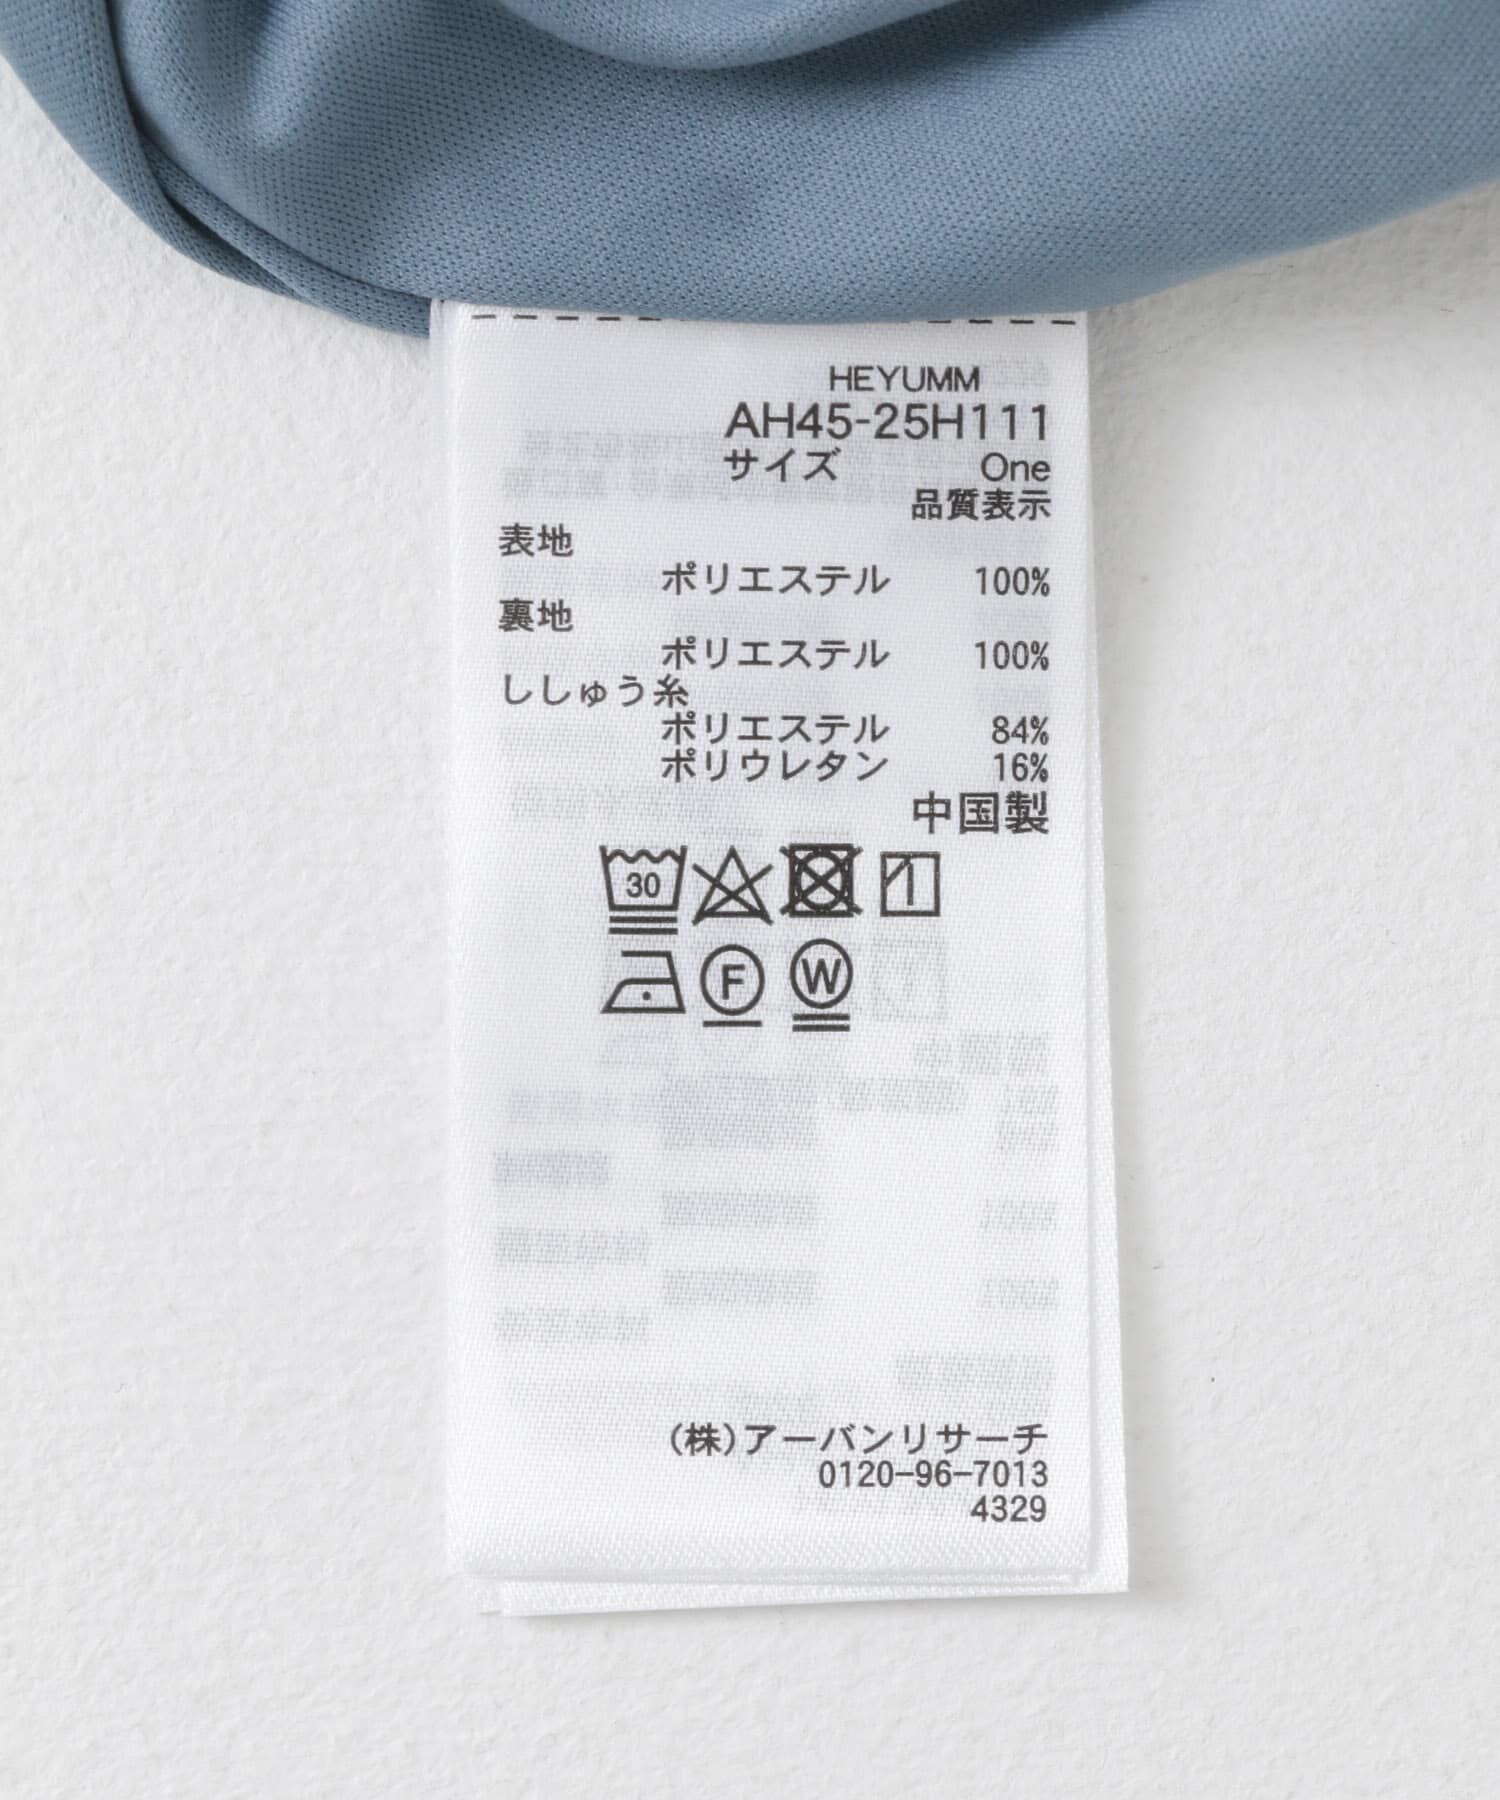 HEYUMM
AH45-25H111
サイズ One
品質表示
表地
ポリエステル 100%
裏地
ポリエステル 100%
ししゅう糸
ポリエステル 84%
ポリウレタン 16%
中国製
30
F W
(株)アーバンリサーチ
0120-96-7013
4329